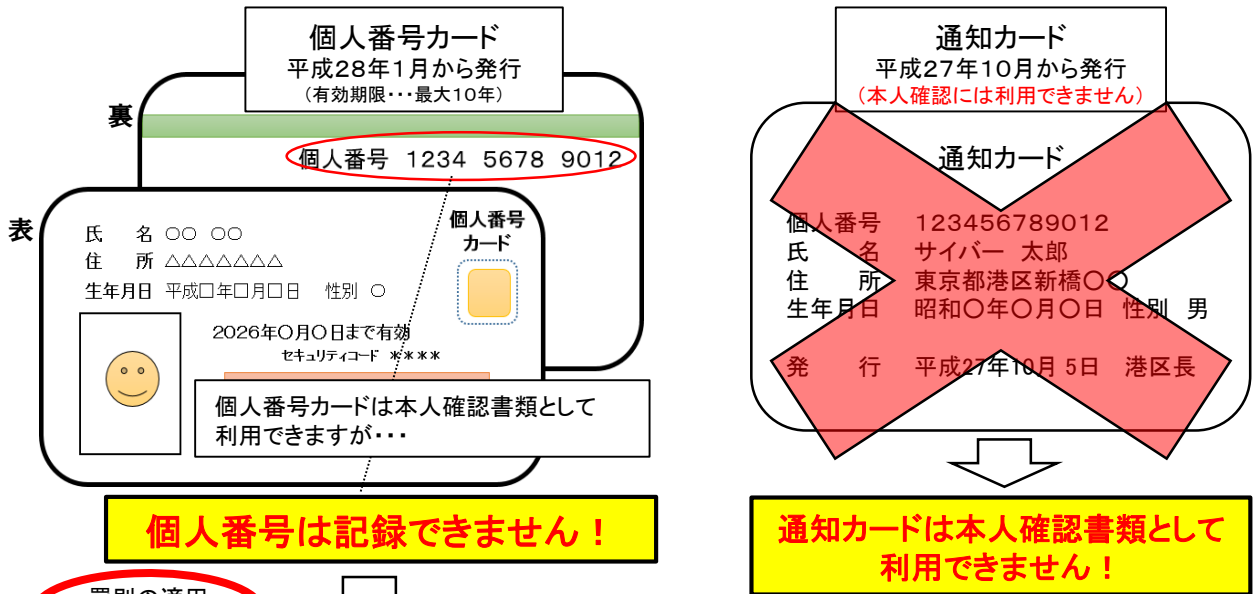 個人番号カード
平成28年1月から発行
（有効期限・・・最大10年）
裏
個人番号 1234 5678 9012
表
個人番号
カード
氏　名 ○○ ○○
住　所 △△△△△△△
生年月日 平成□年□月□日　性別 ○
2026年○月○日まで有効
セキュリティコード ＊＊＊＊
個人番号カードは本人確認書類として
利用できますが・・・
個人番号は記録できません！
罰則の適用
通知カード
平成27年10月から発行
（本人確認には利用できません）
通知カード
個人番号　123456789012
氏　名　サイバー 太郎
住　所　東京都港区新橋○○
生年月日　昭和○年○月○日 性別 男
発　行　平成27年10月 5日　港区長
通知カードは本人確認書類として
利用できません！